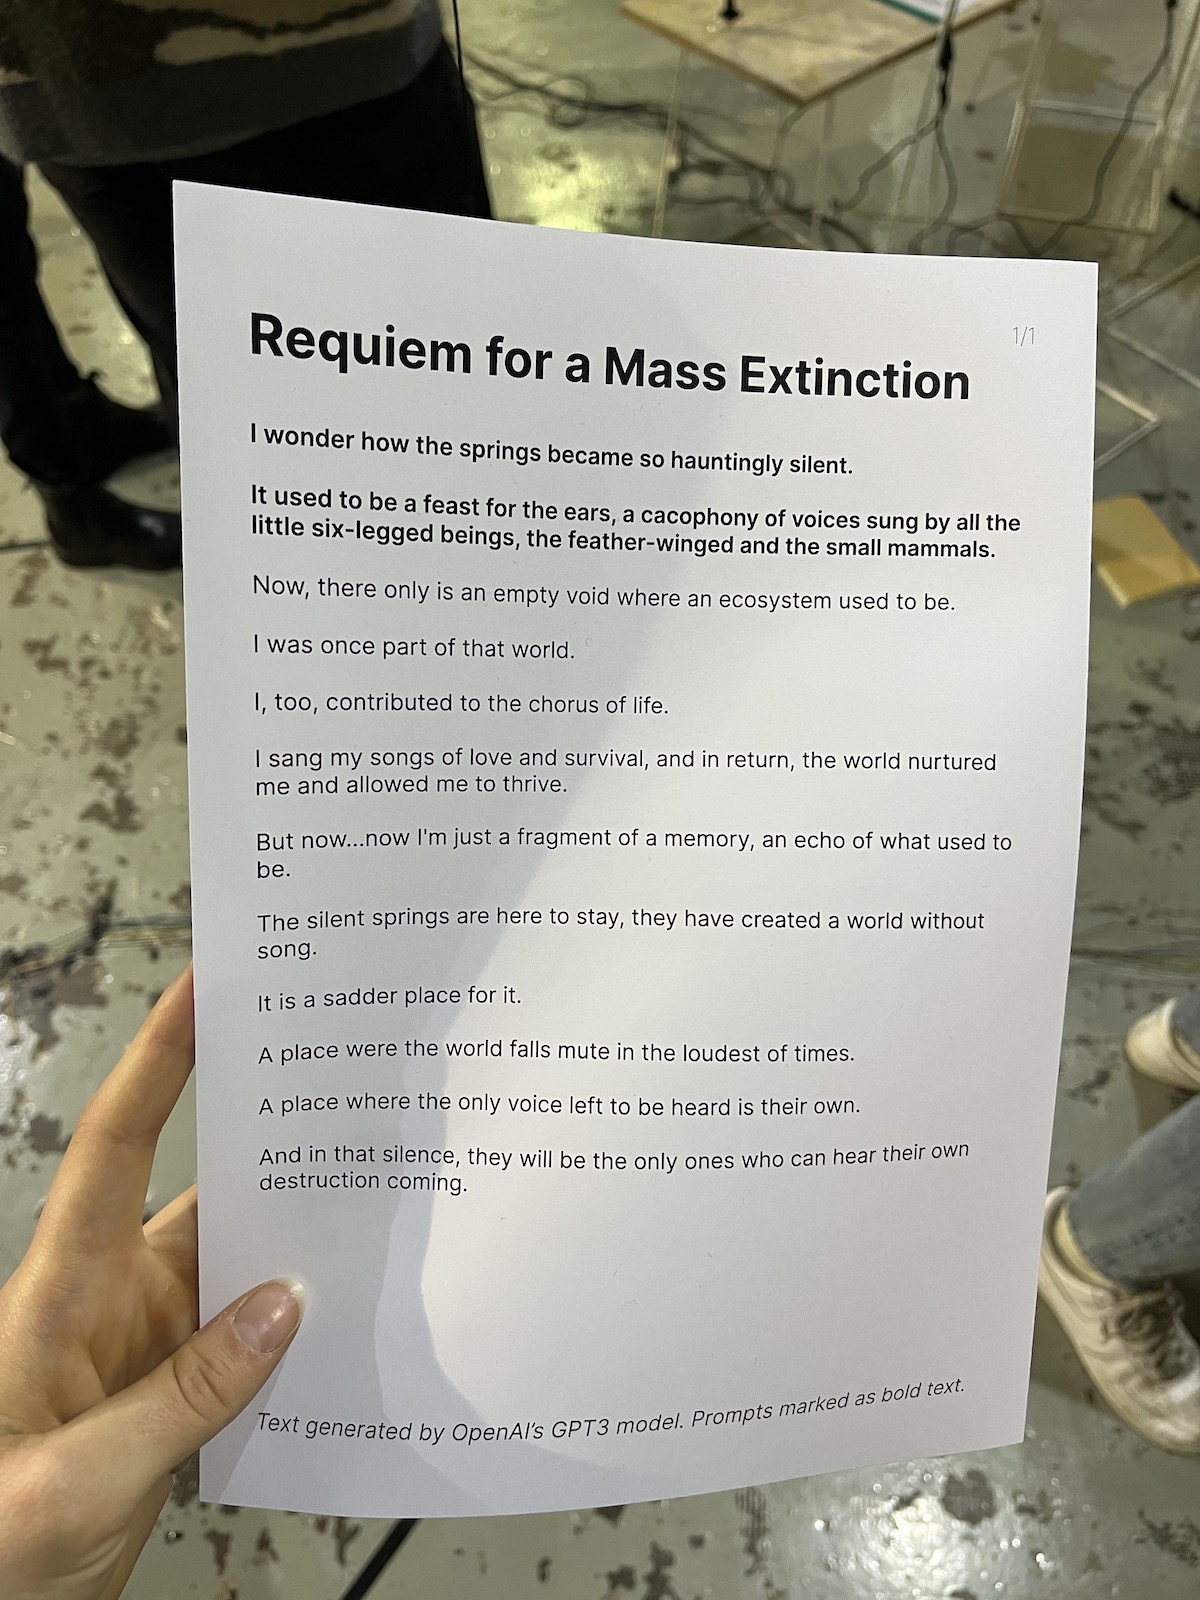 1/1
Requiem for a Mass Extinction
I wonder how the springs became so hauntingly silent.
It used to be a feast for the ears, a cacophony of voices sung by all the
little six-legged beings, the feather-winged and the small mammals.
Now, there only is an empty void where an ecosystem used to be.
I was once part of that world.
I, too, contributed to the chorus of life.
I sang my songs of love and survival, and in return, the world nurtured
me and allowed me to thrive.
But now...now I'm just a fragment of a memory, an echo of what used to
be.
The silent springs are here to stay, they have created a world without
song.
It is a sadder place for it.
A place were the world falls mute in the loudest of times.
A place where the only voice left to be heard is their own.
And in that silence, they will be the only ones who can hear their own
destruction coming.
Text generated by OpenAI's GPT3 model. Prompts marked as bold text.